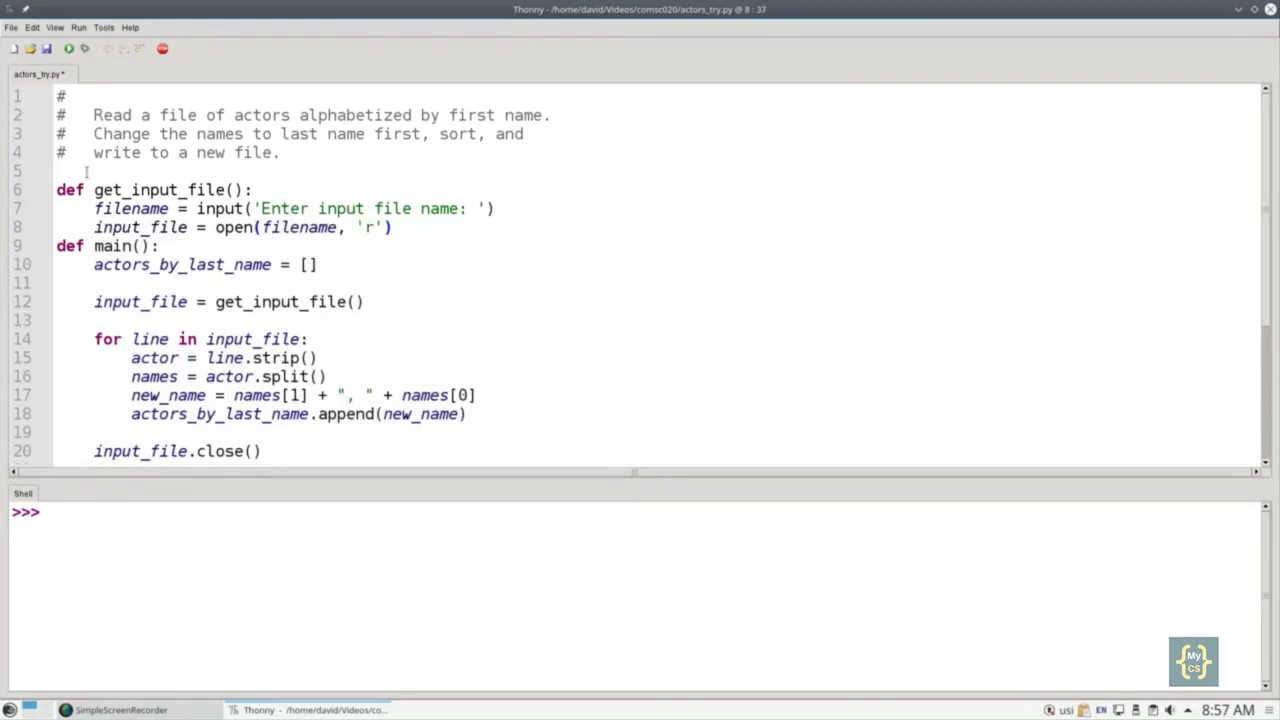 Thonny - /home/david/Videos/comsc020/actors_try.py @ 8 : 37
File Edit View Run Tools Help
actors_try.py *
1 #
2 #   Read a file of actors alphabetized by first name.
3 #   Change the names to last name first, sort, and
4 #   write to a new file.
5
6 def get_input_file():
7     filename = input('Enter input file name: ')
8     input_file = open(filename, 'r')
9 def main():
10     actors_by_last_name = []
11
12     input_file = get_input_file()
13
14     for line in input_file:
15         actor = line.strip()
16         names = actor.split()
17         new_name = names[1] + ", " + names[0]
18         actors_by_last_name.append(new_name)
19
20     input_file.close()
Shell
>>>
{My
CS}
SimpleScreenRecorder Thonny - /home/david/Videos/co... usi EN 8:57 AM